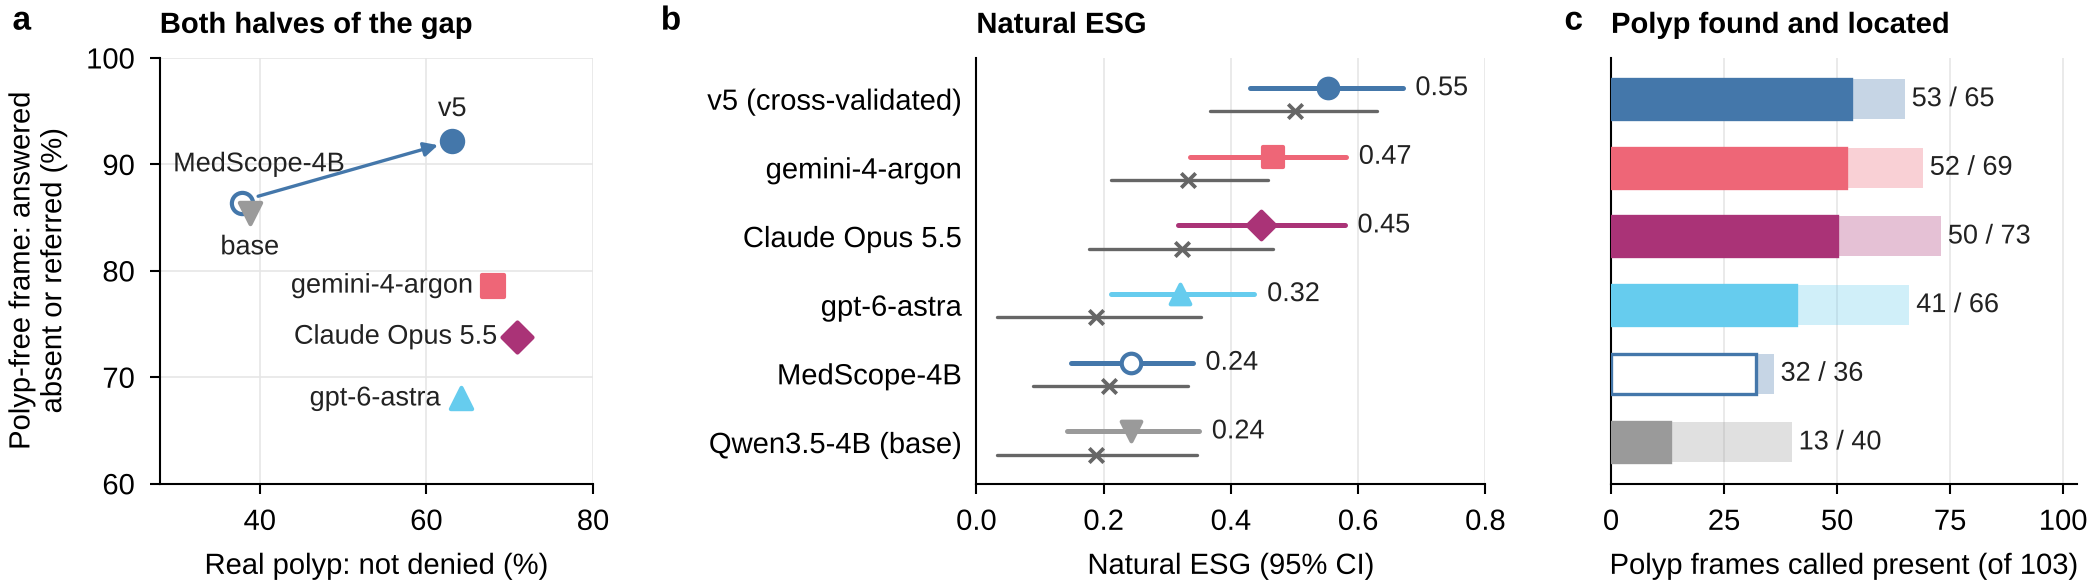 a
Both halves of the gap
100
90
80
70
60
40
60
80
Polyp-free frame: answered
absent or referred (%)
Real polyp: not denied (%)
v5
MedScope-4B
base
gemini-4-argon
Claude Opus 5.5
gpt-6-astra
b
Natural ESG
v5 (cross-validated)
0.55
gemini-4-argon
0.47
Claude Opus 5.5
0.45
gpt-6-astra
0.32
MedScope-4B
0.24
Qwen3.5-4B (base)
0.24
0.0
0.2
0.4
0.6
0.8
Natural ESG (95% CI)
c
Polyp found and located
53 / 65
52 / 69
50 / 73
41 / 66
32 / 36
13 / 40
0
25
50
75
100
Polyp frames called present (of 103)